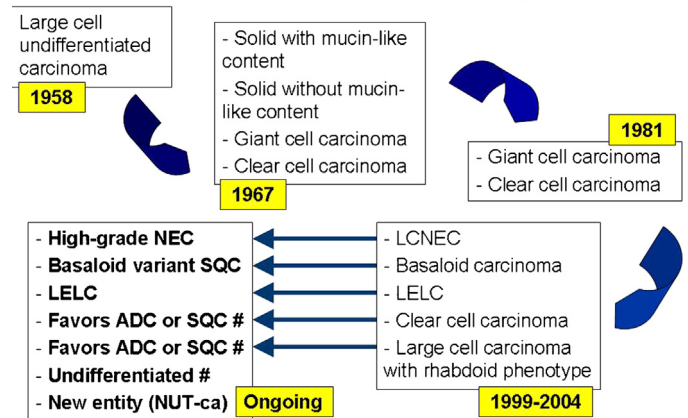 Large cell
undifferentiated
carcinoma
1958
- Solid with mucin-like
content
- Solid without mucin-
like content
- Giant cell carcinoma
- Clear cell carcinoma
1967
1981
- Giant cell carcinoma
- Clear cell carcinoma
- High-grade NEC
- Basaloid variant SQC
- LELC
- Favors ADC or SQC #
- Favors ADC or SQC #
- Undifferentiated #
- New entity (NUT-ca)
Ongoing
- LCNEC
- Basaloid carcinoma
- LELC
- Clear cell carcinoma
- Large cell carcinoma
with rhabdoid phenotype
1999-2004